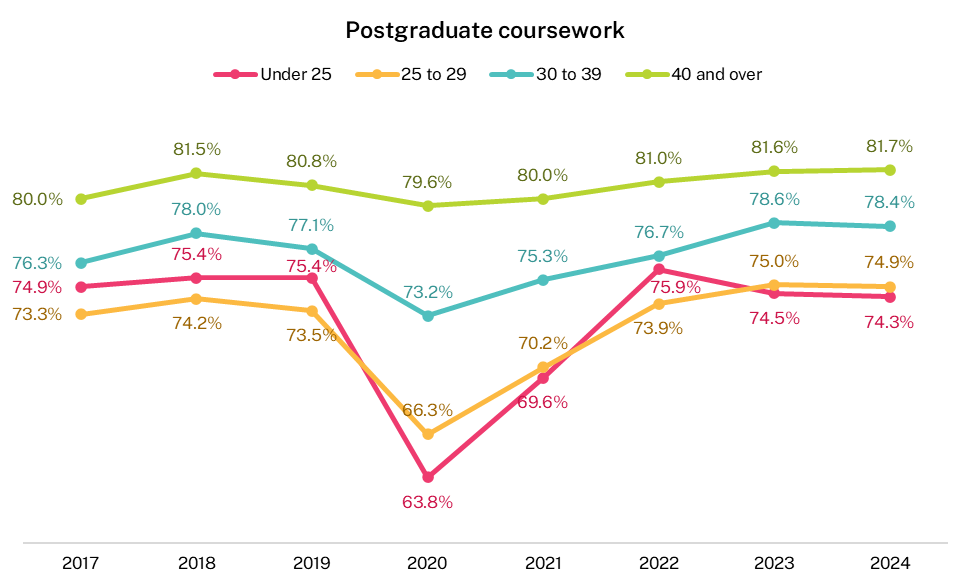 Postgraduate coursework
Under 25 25 to 29 30 to 39 40 and over
80.0% 81.5% 80.8% 79.6% 80.0% 81.0% 81.6% 81.7%
76.3% 78.0% 77.1% 73.2% 75.3% 76.7% 78.6% 78.4%
74.9% 75.4% 75.4% 63.8% 69.6% 75.9% 74.5% 74.3%
73.3% 74.2% 73.5% 66.3% 70.2% 73.9% 75.0% 74.9%
2017 2018 2019 2020 2021 2022 2023 2024